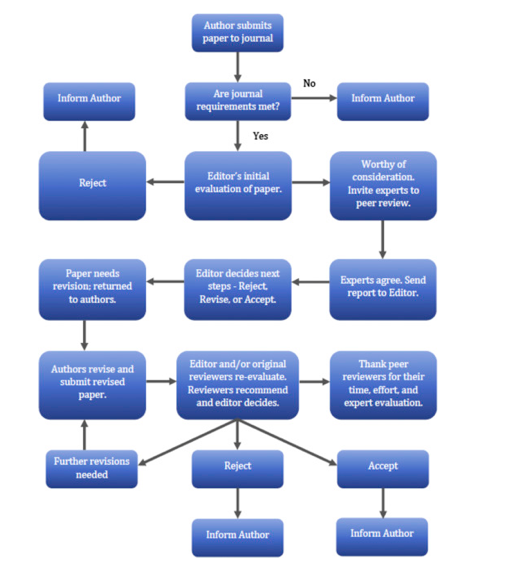 Author submits
paper to journal
No
Inform Author
Are journal
requirements met?
Inform Author
Yes
Reject
Editor's initial
evaluation of paper.
Worthy of
consideration.
Invite experts to
peer review.
Paper needs
revision; returned
to authors.
Editor decides next
steps - Reject,
Revise, or Accept.
Experts agree. Send
report to Editor.
Authors revise and
submit revised
paper.
Editor and/or original
reviewers re-evaluate.
Reviewers recommend
and editor decides.
Thank peer
reviewers for their
time, effort, and
expert evaluation.
Further revisions
needed
Reject
Accept
Inform Author
Inform Author